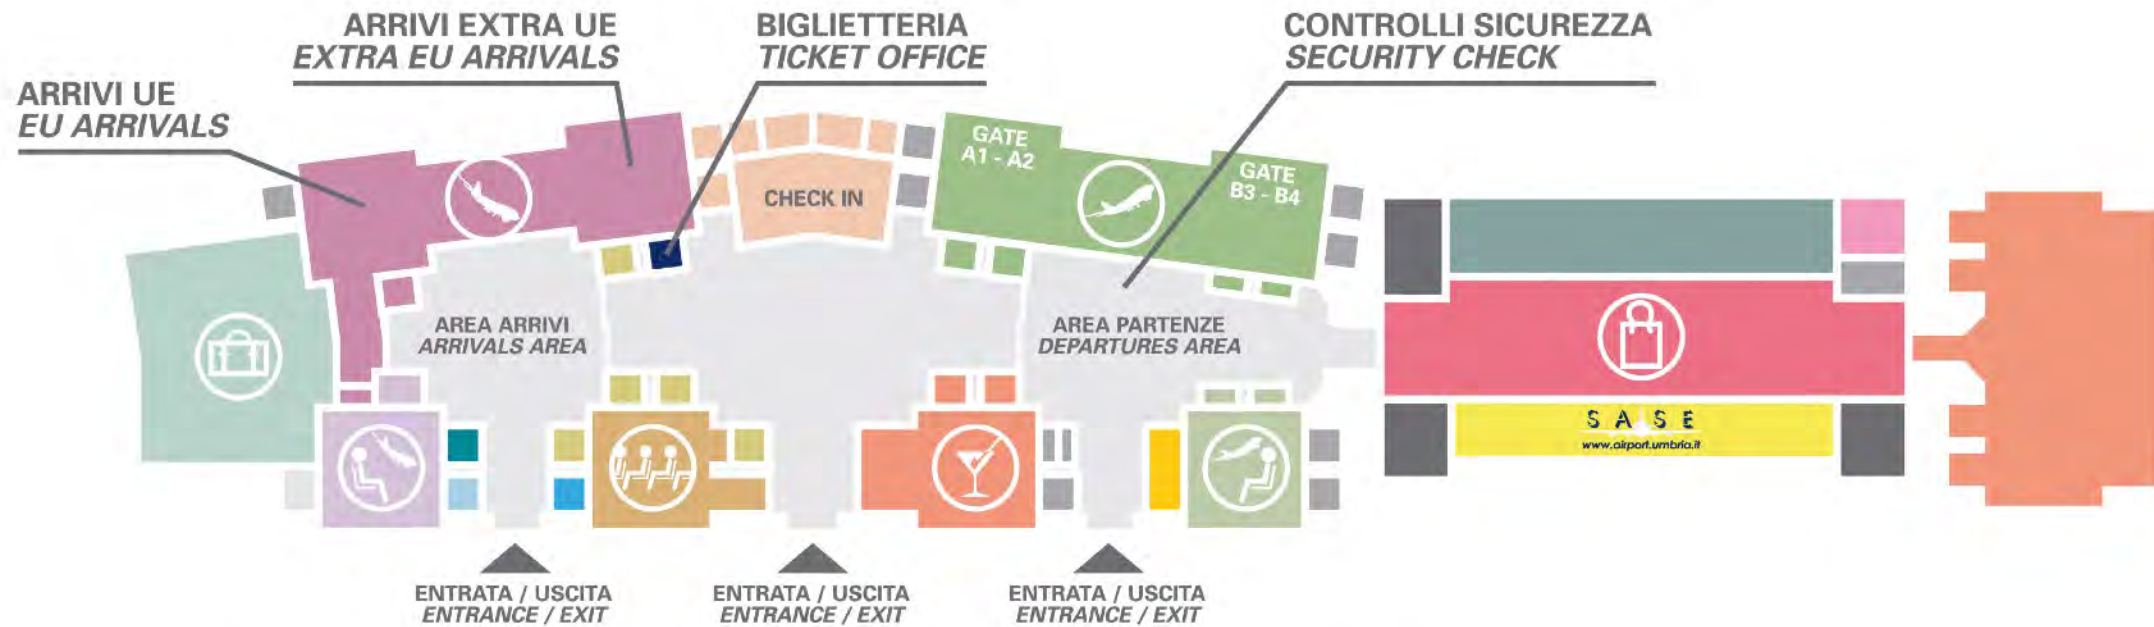 ARRIVI UE
EU ARRIVALS
ARRIVI EXTRA UE
EXTRA EU ARRIVALS
BIGLIETTERIA
TICKET OFFICE
CONTROLLI SICUREZZA
SECURITY CHECK
CHECK IN
GATE
A1 - A2
GATE
B3 - B4
AREA ARRIVI
ARRIVALS AREA
AREA PARTENZE
DEPARTURES AREA
SASE
www.airport.umbria.it
ENTRATA / USCITA
ENTRANCE / EXIT
ENTRATA / USCITA
ENTRANCE / EXIT
ENTRATA / USCITA
ENTRANCE / EXIT